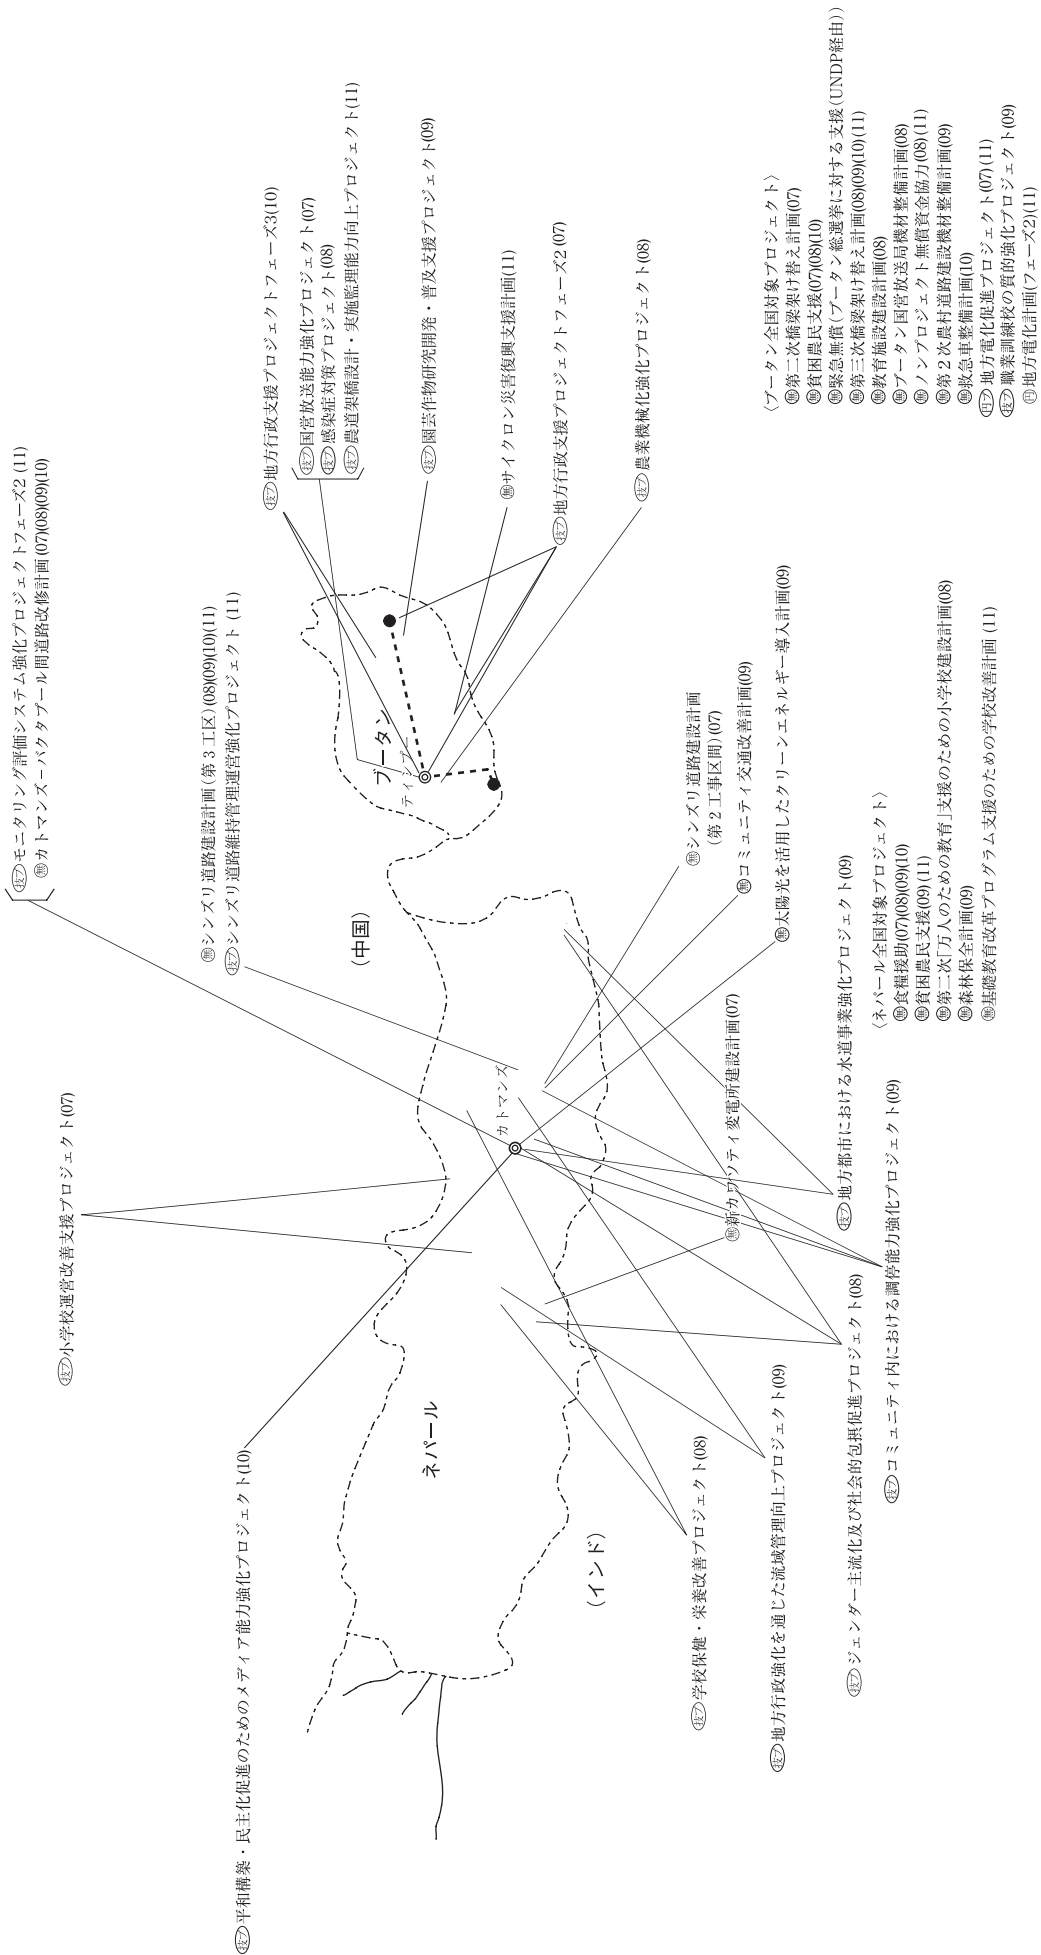 技プ平和構築・民主化促進のためのメディア能力強化プロジェクト(10)
技プ小学校運営改善支援プロジェクト(07)
技プモニタリング評価システム強化プロジェクトフェーズ2 (11)
無カトマンズ－バクタプール間道路改修計画(07)(08)(09)(10)
無シンズリ道路建設計画(第3工区)(08)(09)(10)(11)
技プシンズリ道路維持管理運営強化プロジェクト (11)
技プ地方行政支援プロジェクトフェーズ3(10)
技プ国営放送能力強化プロジェクト(07)
技プ感染症対策プロジェクト(08)
技プ農道架橋設計・実施監理能力向上プロジェクト(11)
技プ園芸作物研究開発・普及支援プロジェクト(09)
無サイクロン災害復興支援計画(11)
技プ地方行政支援プロジェクトフェーズ2 (07)
技プ農業機械化強化プロジェクト(08)
(中国)
ブータン
ティンプー
ネパール
カトマンズ
(インド)
無シンズリ道路建設計画
(第2工事区間)(07)
無コミュニティ交通改善計画(09)
無太陽光を活用したクリーンエネルギー導入計画(09)
無新カワソティ変電所建設計画(07)
技プ学校保健・栄養改善プロジェクト(08)
技プ地方行政強化を通じた流域管理向上プロジェクト(09)
技プ地方都市における水道事業強化プロジェクト(09)
技プジェンダー主流化及び社会的包摂促進プロジェクト(08)
技プコミュニティ内における調停能力強化プロジェクト(09)
〈ネパール全国対象プロジェクト〉
無食糧援助(07)(08)(09)(10)
無貧困農民支援(09)(11)
無第二次「万人のための教育」支援のための小学校建設計画(08)
無森林保全計画(09)
無基礎教育改革プログラム支援のための学校改善計画 (11)
〈ブータン全国対象プロジェクト〉
無第二次橋梁架け替え計画(07)
無貧困農民支援(07)(08)(10)
無緊急無償(ブータン総選挙に対する支援(UNDP経由))
無第三次橋梁架け替え計画(08)(09)(10)(11)
無教育施設建設計画(08)
無ブータン国営放送局機材整備計画(08)
無ノンプロジェクト無償資金協力(08)(11)
無第2次農村道路建設機材整備計画(09)
無救急車整備計画(10)
円プ地方電化促進プロジェクト(07)(11)
技プ職業訓練校の質的強化プロジェクト(09)
円地方電化計画(フェーズ2)(11)